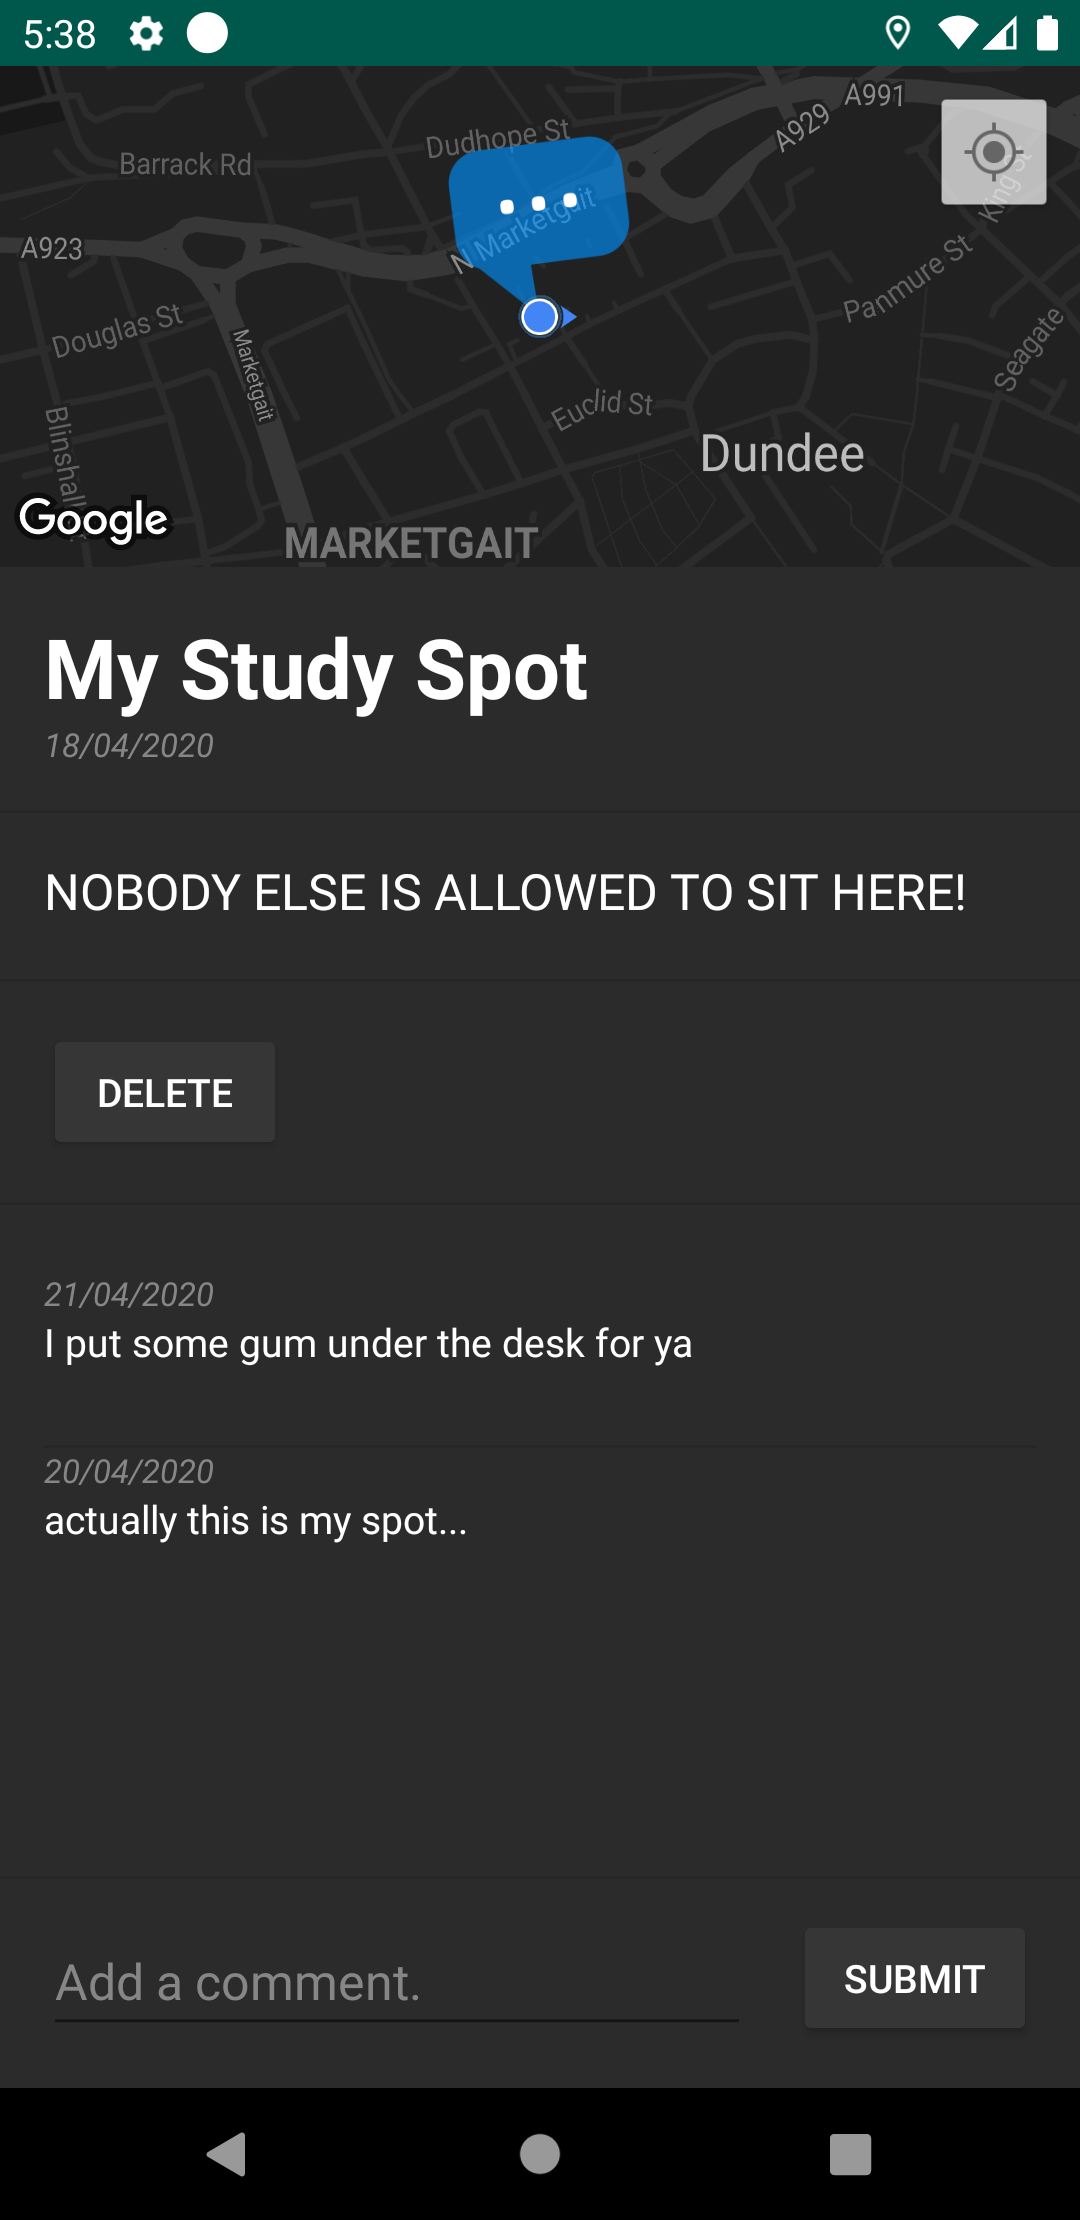 5:38
A991
A929
Dudhope St
Barrack Rd
King St
N Marketgait
A923
Panmure St
Douglas St
Seagate
Marketgait
Euclid St
Dundee
Google
MARKETGAIT
My Study Spot
18/04/2020
NOBODY ELSE IS ALLOWED TO SIT HERE!
DELETE
21/04/2020
I put some gum under the desk for ya
20/04/2020
actually this is my spot...
Add a comment.
SUBMIT